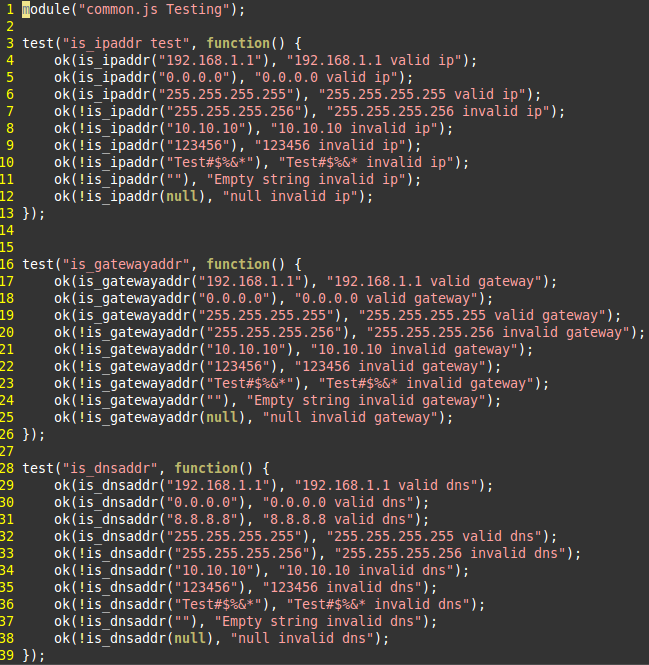 1 module("common.js Testing");
2
3 test("is_ipaddr test", function() {
4     ok(is_ipaddr("192.168.1.1"), "192.168.1.1 valid ip");
5     ok(is_ipaddr("0.0.0.0"), "0.0.0.0 valid ip");
6     ok(is_ipaddr("255.255.255.255"), "255.255.255.255 valid ip");
7     ok(!is_ipaddr("255.255.255.256"), "255.255.255.256 invalid ip");
8     ok(!is_ipaddr("10.10.10"), "10.10.10 invalid ip");
9     ok(!is_ipaddr("123456"), "123456 invalid ip");
10     ok(!is_ipaddr("Test#$%&*"), "Test#$%&* invalid ip");
11     ok(!is_ipaddr(""), "Empty string invalid ip");
12     ok(!is_ipaddr(null), "null invalid ip");
13 });
14
15
16 test("is_gatewayaddr", function() {
17     ok(is_gatewayaddr("192.168.1.1"), "192.168.1.1 valid gateway");
18     ok(is_gatewayaddr("0.0.0.0"), "0.0.0.0 valid gateway");
19     ok(is_gatewayaddr("255.255.255.255"), "255.255.255.255 valid gateway");
20     ok(!is_gatewayaddr("255.255.255.256"), "255.255.255.256 invalid gateway");
21     ok(!is_gatewayaddr("10.10.10"), "10.10.10 invalid gateway");
22     ok(!is_gatewayaddr("123456"), "123456 invalid gateway");
23     ok(!is_gatewayaddr("Test#$%&*"), "Test#$%&* invalid gateway");
24     ok(!is_gatewayaddr(""), "Empty string invalid gateway");
25     ok(!is_gatewayaddr(null), "null invalid gateway");
26 });
27
28 test("is_dnsaddr", function() {
29     ok(is_dnsaddr("192.168.1.1"), "192.168.1.1 valid dns");
30     ok(is_dnsaddr("0.0.0.0"), "0.0.0.0 valid dns");
31     ok(is_dnsaddr("8.8.8.8"), "8.8.8.8 valid dns");
32     ok(is_dnsaddr("255.255.255.255"), "255.255.255.255 valid dns");
33     ok(!is_dnsaddr("255.255.255.256"), "255.255.255.256 invalid dns");
34     ok(!is_dnsaddr("10.10.10"), "10.10.10 invalid dns");
35     ok(!is_dnsaddr("123456"), "123456 invalid dns");
36     ok(!is_dnsaddr("Test#$%&*"), "Test#$%&* invalid dns");
37     ok(!is_dnsaddr(""), "Empty string invalid dns");
38     ok(!is_dnsaddr(null), "null invalid dns");
39 });